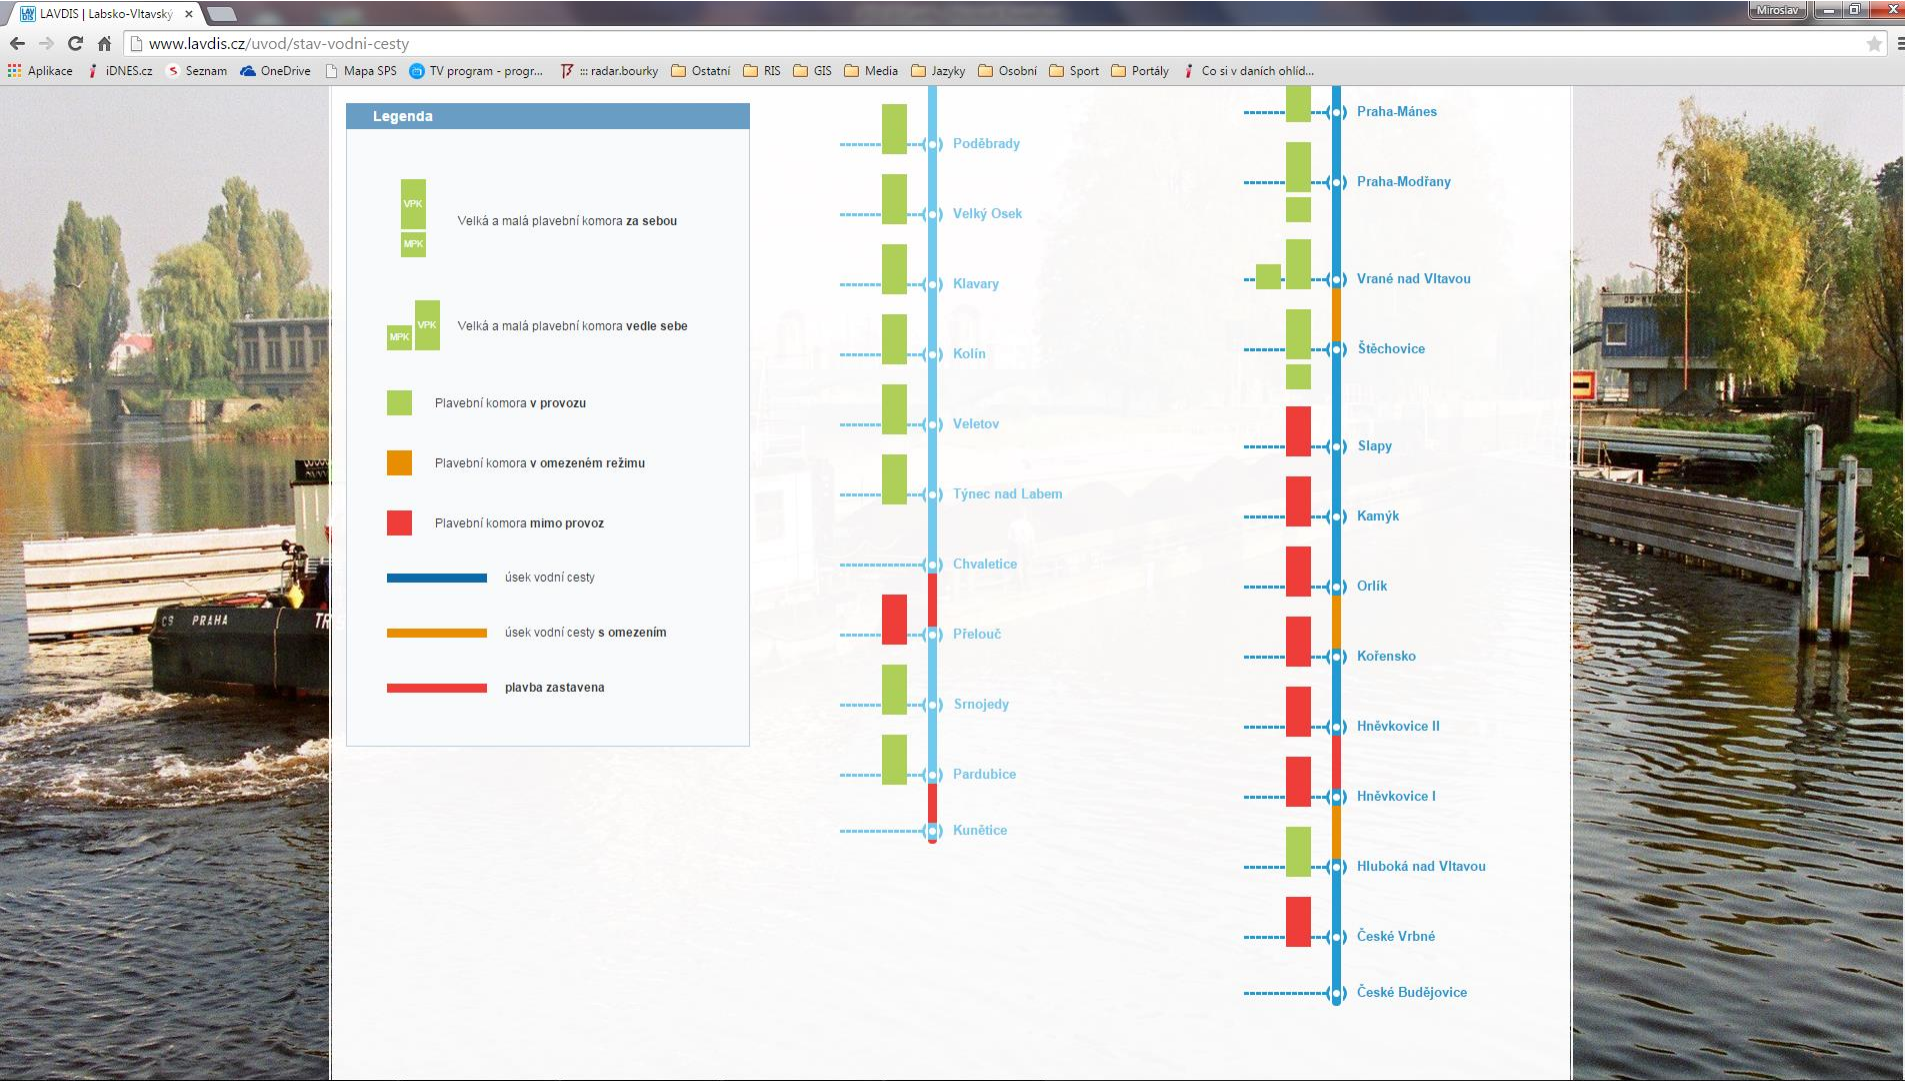 LAVDIS | Labsko-Vltavský
Miroslav
www.lavdis.cz/uvod/stav-vodni-cesty
Aplikace
iDNES.cz
Seznam
OneDrive
Mapa SPS
TV program - progr...
::: radar.bourky
Ostatní
RIS
GIS
Media
Jazyky
Osobní
Sport
Portály
Co si v daních ohlíd...
Legenda
VPK
MPK
Velká a malá plavební komora za sebou
MPK
VPK
Velká a malá plavební komora vedle sebe
Plavební komora v provozu
Plavební komora v omezeném režimu
Plavební komora mimo provoz
úsek vodní cesty
úsek vodní cesty s omezením
plavba zastavena
Poděbrady
Velký Osek
Klavary
Kolín
Veletov
Týnec nad Labem
Chvaletice
Přelouč
Srnojedy
Pardubice
Kunětice
Praha-Mánes
Praha-Modřany
Vrané nad Vltavou
Štěchovice
Slapy
Kamýk
Orlík
Kořensko
Hněvkovice II
Hněvkovice I
Hluboká nad Vltavou
České Vrbné
České Budějovice
CS PRAHA
TR